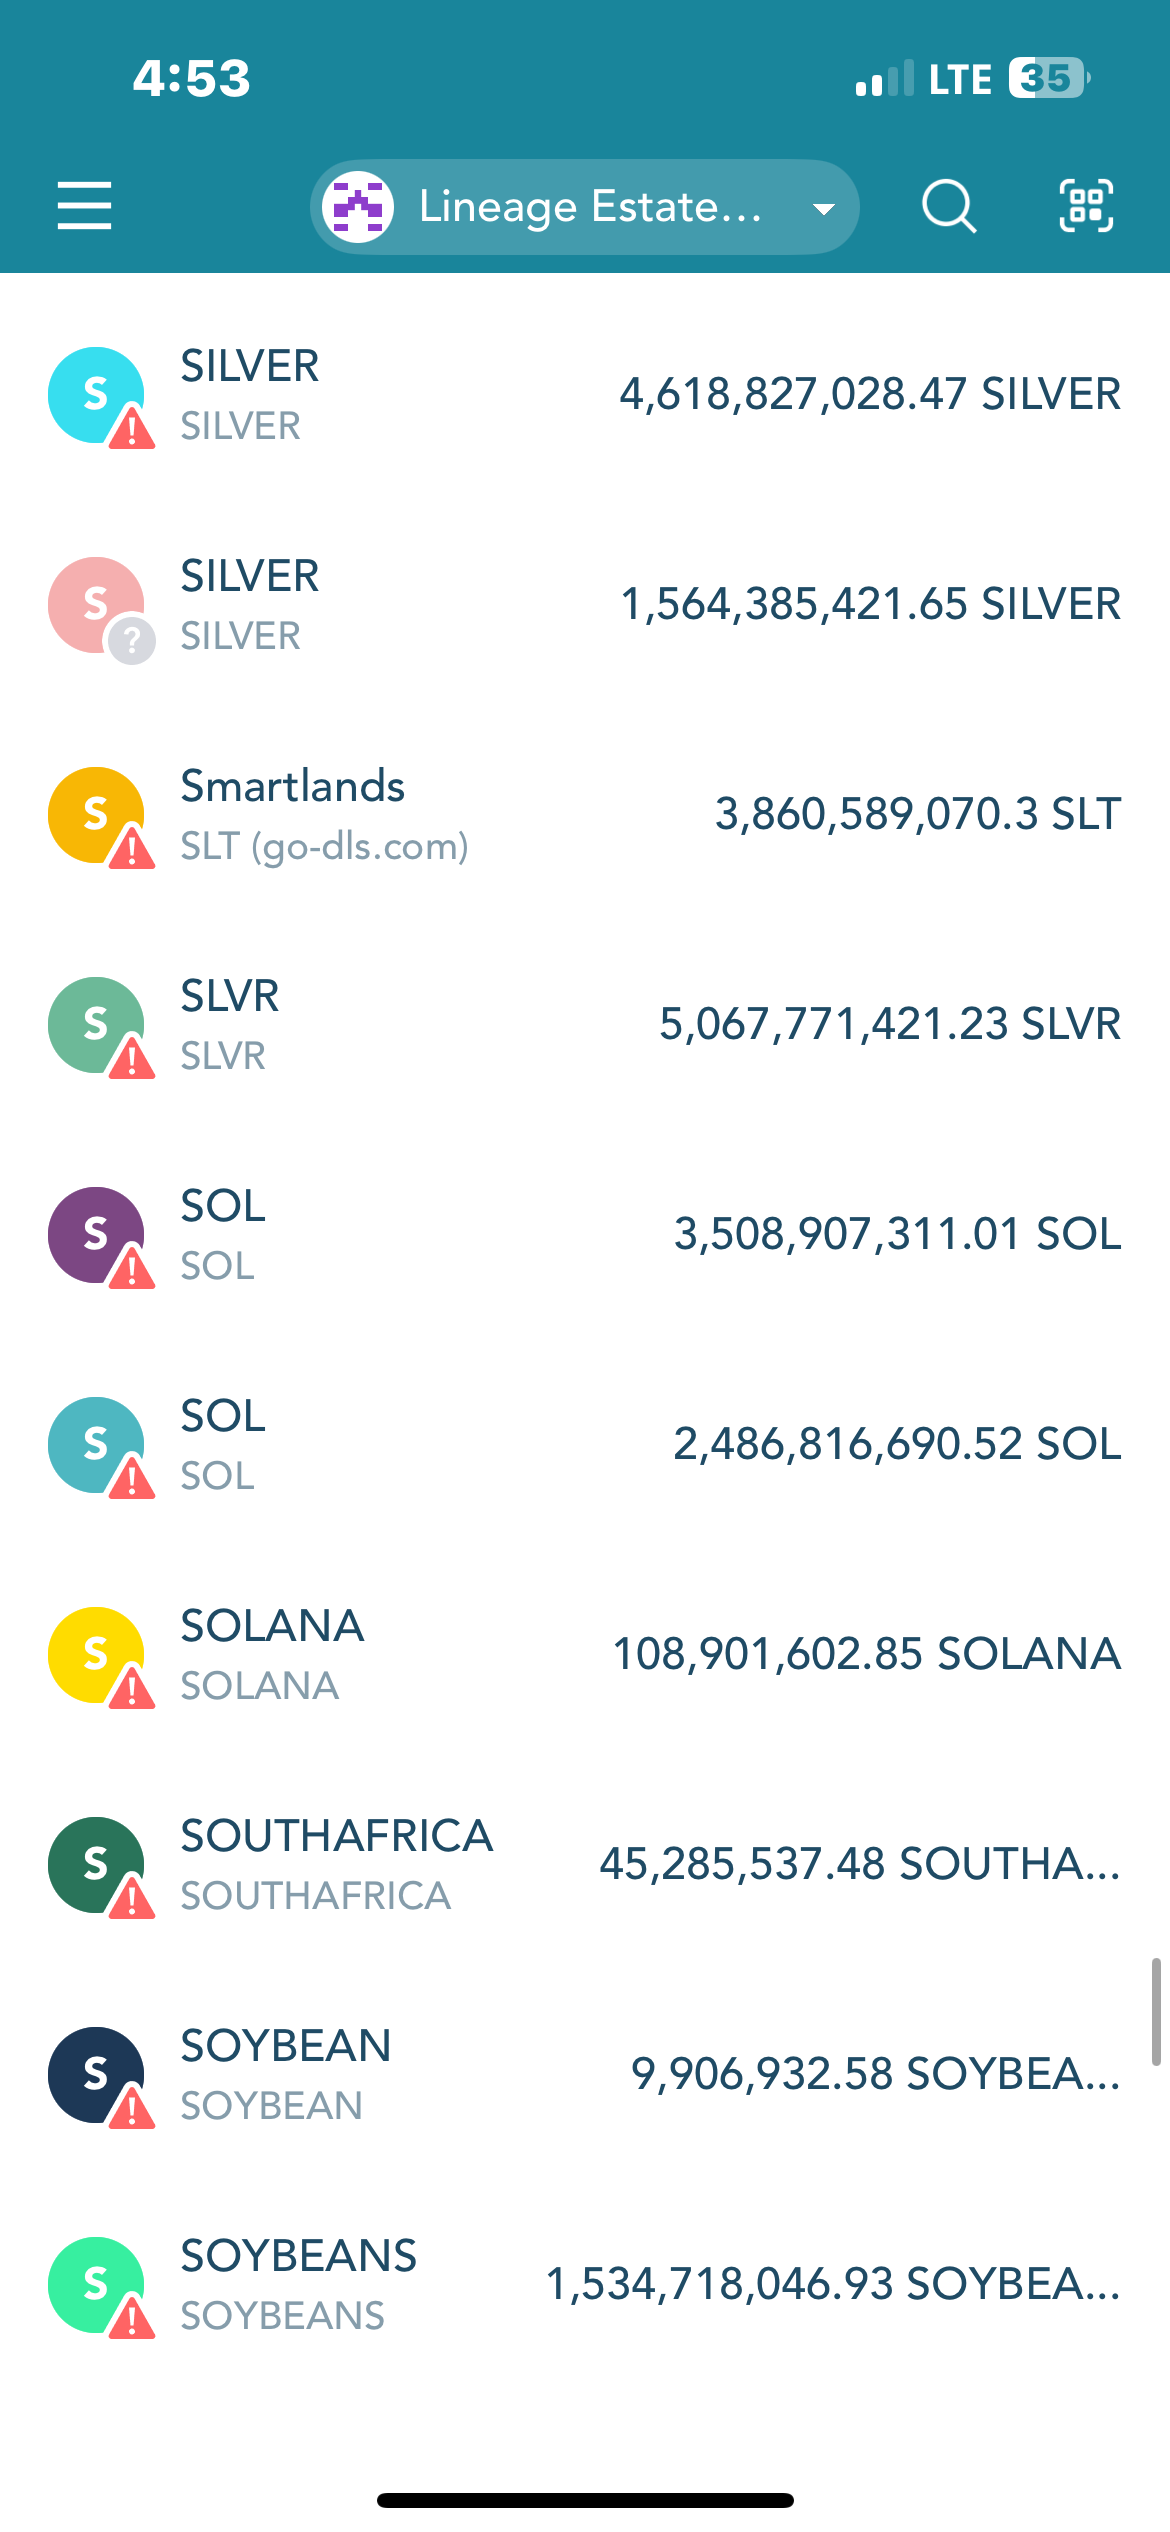 4:53 LTE 35
Lineage Estate...
SILVER
SILVER
4,618,827,028.47 SILVER
S
SILVER
SILVER
1,564,385,421.65 SILVER
S
?
Smartlands
SLT (go-dls.com)
3,860,589,070.3 SLT
S
SLVR
SLVR
5,067,771,421.23 SLVR
S
SOL
SOL
3,508,907,311.01 SOL
S
SOL
SOL
2,486,816,690.52 SOL
S
SOLANA
SOLANA
108,901,602.85 SOLANA
S
SOUTHAFRICA
SOUTHAFRICA
45,285,537.48 SOUTHA...
S
SOYBEAN
SOYBEAN
9,906,932.58 SOYBEA...
S
SOYBEANS
SOYBEANS
1,534,718,046.93 SOYBEA...
S